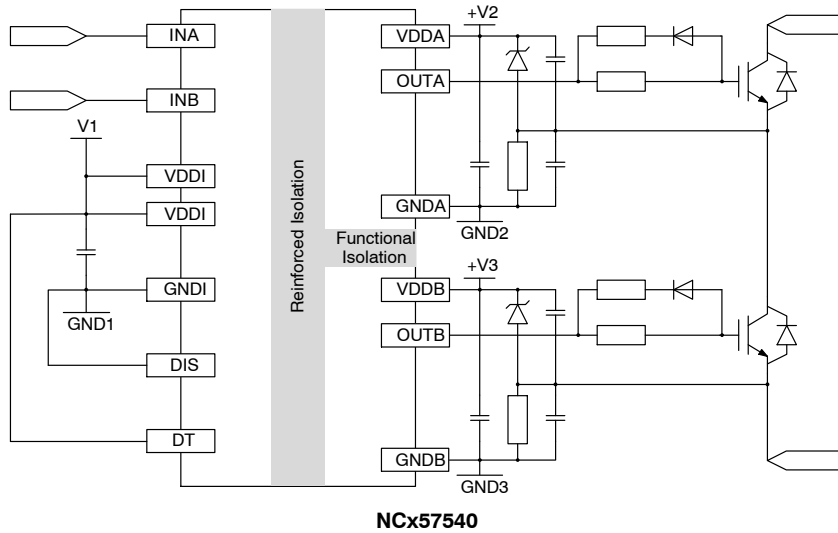 INA
INB
V1
VDDI
VDDI
GNDI
GND1
DIS
DT
Reinforced Isolation
Functional
Isolation
+V2
VDDA
OUTA
GNDA
GND2
+V3
VDDB
OUTB
GNDB
GND3
NCx57540